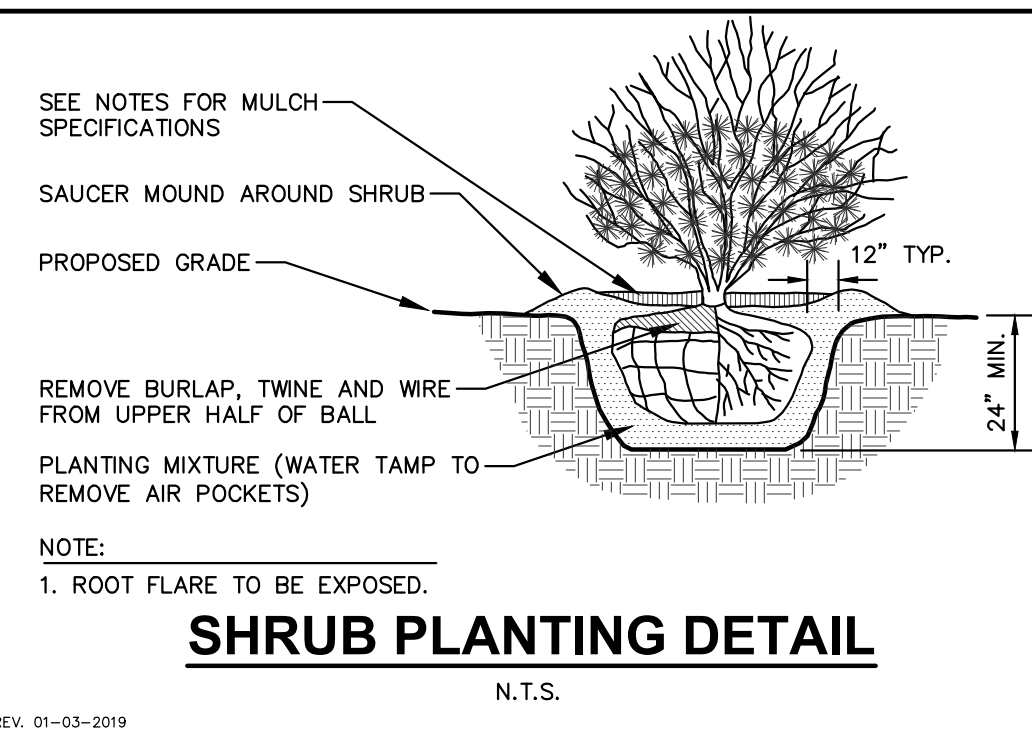 SEE NOTES FOR MULCH
SPECIFICATIONS
SAUCER MOUND AROUND SHRUB
PROPOSED GRADE
12" TYP.
24" MIN.
REMOVE BURLAP, TWINE AND WIRE
FROM UPPER HALF OF BALL
PLANTING MIXTURE (WATER TAMP TO
REMOVE AIR POCKETS)
NOTE:
1. ROOT FLARE TO BE EXPOSED.
SHRUB PLANTING DETAIL
N.T.S.
REV. 01-03-2019